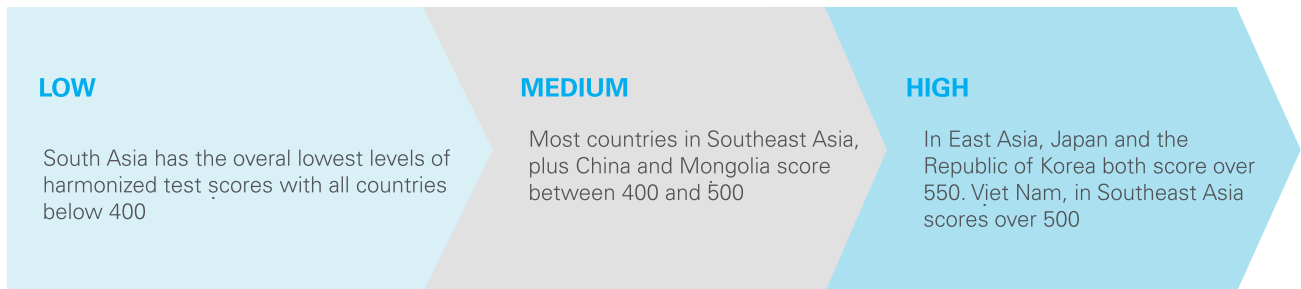 LOW
South Asia has the overal lowest levels of
harmonized test scores with all countries
below 400
MEDIUM
Most countries in Southeast Asia,
plus China and Mongolia score
between 400 and 500
HIGH
In East Asia, Japan and the
Republic of Korea both score over
550. Viet Nam, in Southeast Asia
scores over 500